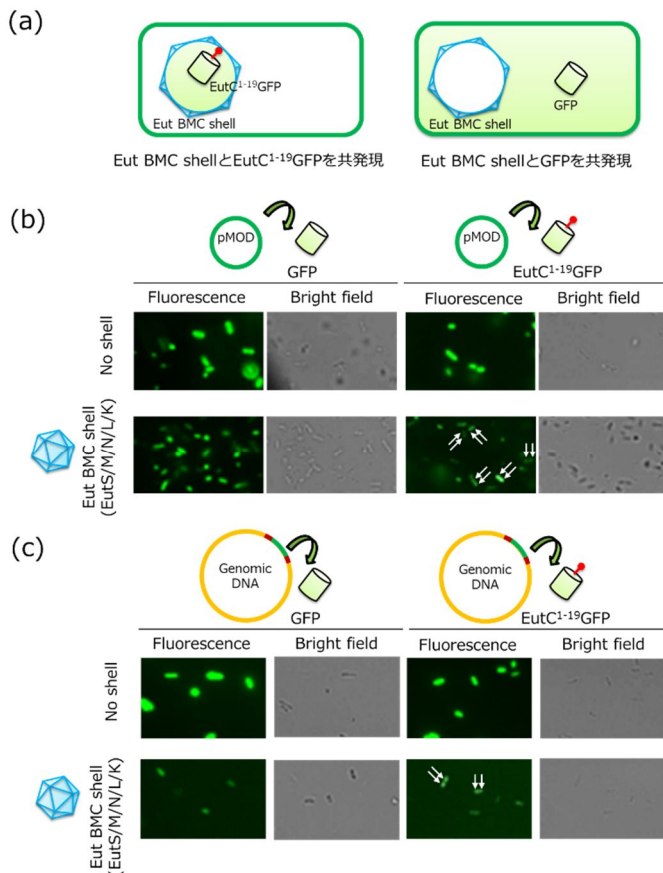 (a)
EutC1-19GFP
Eut BMC shell
Eut BMC shellとEutC1-19GFPを共発現
GFP
Eut BMC shell
Eut BMC shellとGFPを共発現
(b)
pMOD
GFP
pMOD
EutC1-19GFP
Fluorescence
Bright field
Fluorescence
Bright field
No shell
Eut BMC shell
(EutS/M/N/L/K)
(c)
Genomic
DNA
GFP
Genomic
DNA
EutC1-19GFP
Fluorescence
Bright field
Fluorescence
Bright field
No shell
Eut BMC shell
(EutS/M/N/L/K)